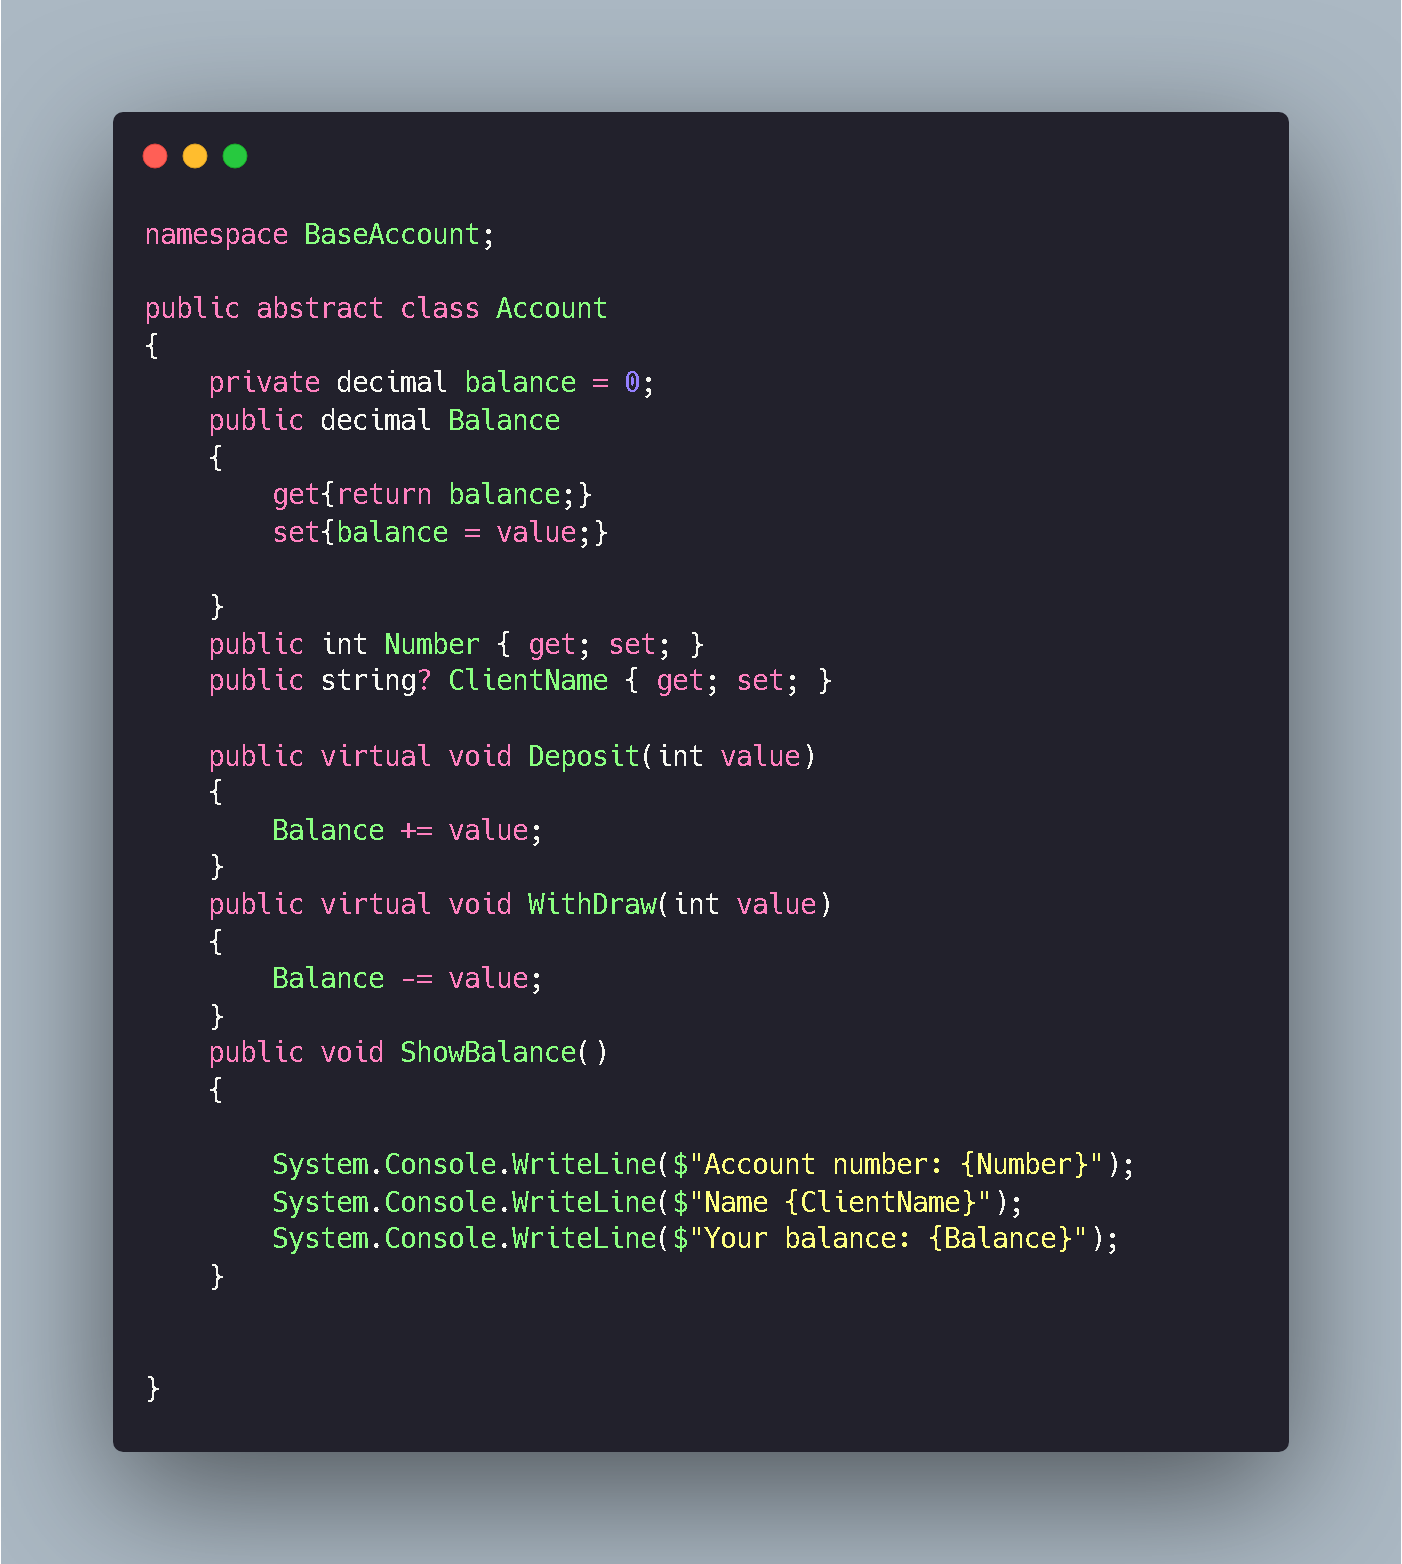 namespace BaseAccount;
public abstract class Account
{
    private decimal balance = 0;
    public decimal Balance
    {
        get{return balance;}
        set{balance = value;}
    }
    public int Number { get; set; }
    public string? ClientName { get; set; }
    public virtual void Deposit(int value)
    {
        Balance += value;
    }
    public virtual void WithDraw(int value)
    {
        Balance -= value;
    }
    public void ShowBalance()
    {
        System.Console.WriteLine($"Account number: {Number}");
        System.Console.WriteLine($"Name {ClientName}");
        System.Console.WriteLine($"Your balance: {Balance}");
    }
}